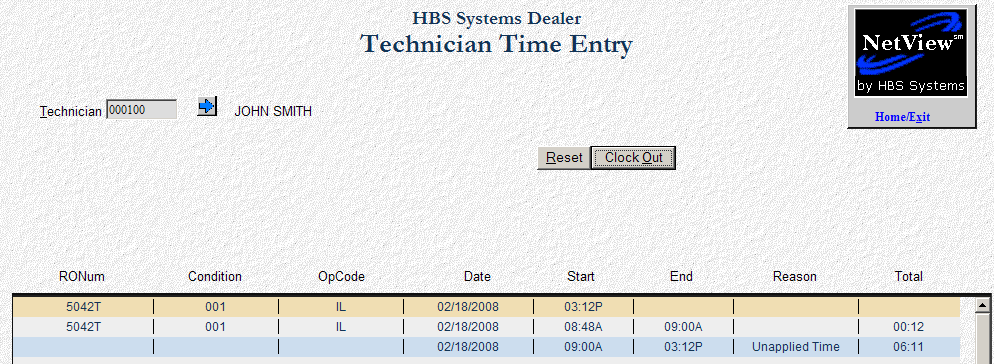 HBS Systems Dealer
Technician Time Entry
NetView SM
by HBS Systems
Home/Exit
Technician 000100 JOHN SMITH
Reset Clock Out
RONum Condition OpCode Date Start End Reason Total
5042T 001 IL 02/18/2008 03:12P
5042T 001 IL 02/18/2008 08:48A 09:00A 00:12
02/18/2008 09:00A 03:12P Unapplied Time 06:11